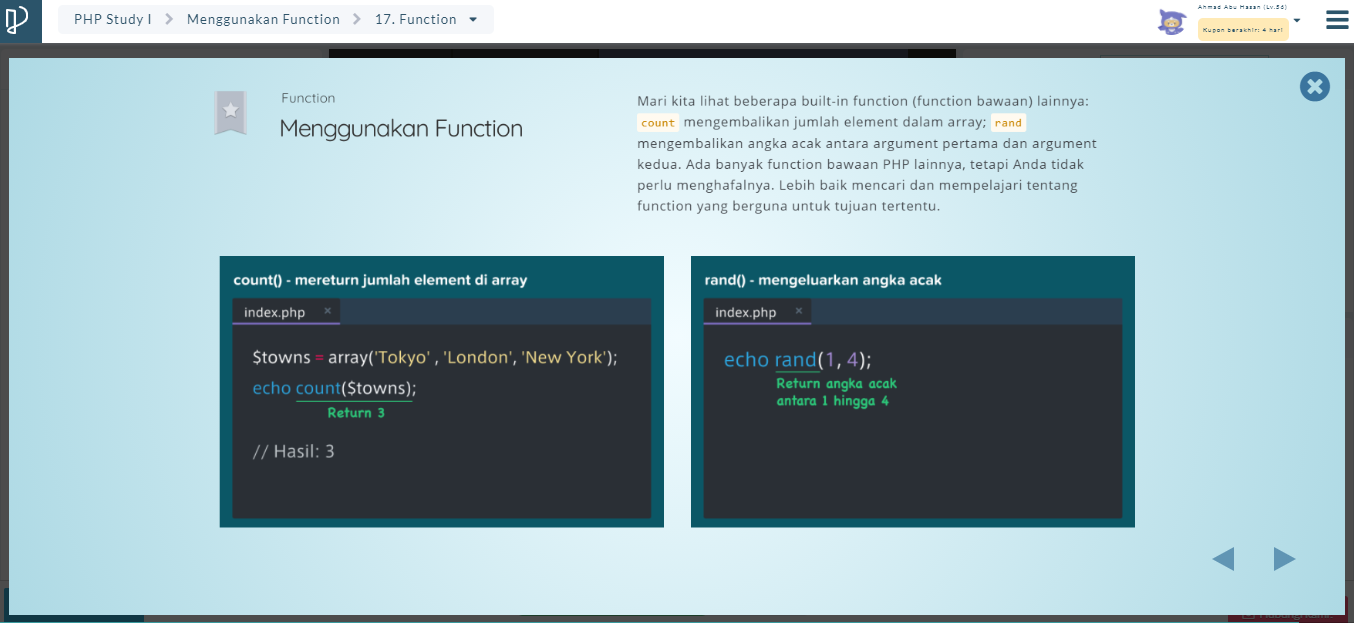 PHP Study I
Menggunakan Function
17. Function
Ahmad Abu Hasan (Lv.56)
Kupon berakhir: 4 hari
Function
Menggunakan Function
Mari kita lihat beberapa built-in function (function bawaan) lainnya:
count mengembalikan jumlah element dalam array; rand
mengembalikan angka acak antara argument pertama dan argument
kedua. Ada banyak function bawaan PHP lainnya, tetapi Anda tidak
perlu menghafalnya. Lebih baik mencari dan mempelajari tentang
function yang berguna untuk tujuan tertentu.
count() - mereturn jumlah element di array
index.php ×
$towns = array('Tokyo' , 'London', 'New York');
echo count($towns);
Return 3
// Hasil: 3
rand() - mengeluarkan angka acak
index.php ×
echo rand(1, 4);
Return angka acak
antara 1 hingga 4